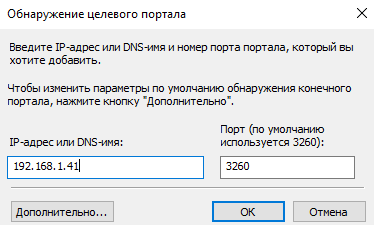 Обнаружение целевого портала
Введите IP-адрес или DNS-имя и номер порта портала, который вы
хотите добавить.
Чтобы изменить параметры по умолчанию обнаружения конечного
портала, нажмите кнопку "Дополнительно".
IP-адрес или DNS-имя:
Порт (по умолчанию
используется 3260):
192.168.1.41
3260
Дополнительно...
ОК
Отмена